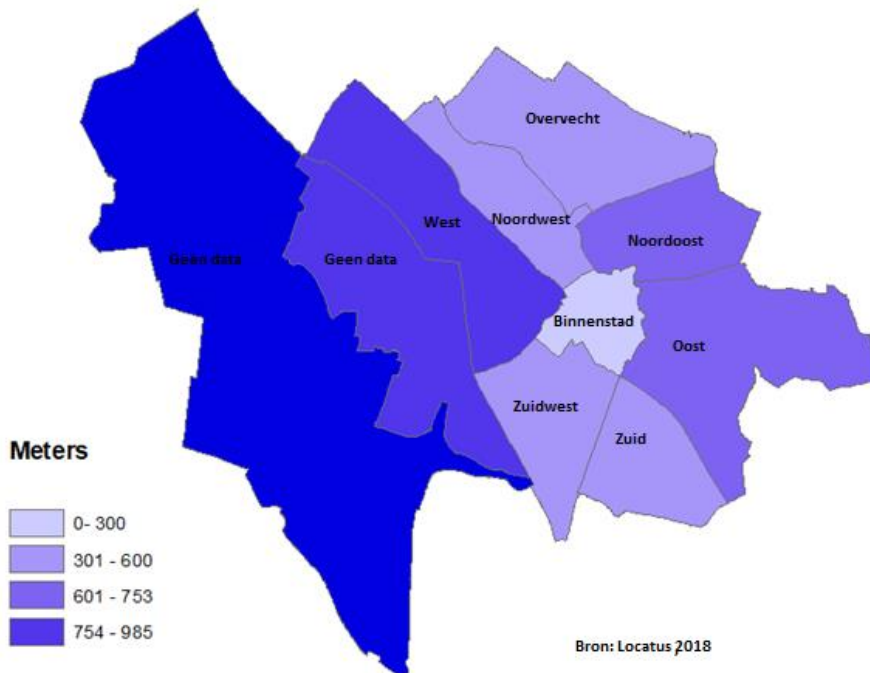 Overvecht
Noordwest
West
Noordoost
Geen data
Geen data
Binnenstad
Oost
Zuidwest
Zuid
Meters
0- 300
301 - 600
601 - 753
754 - 985
Bron: Locatus 2018